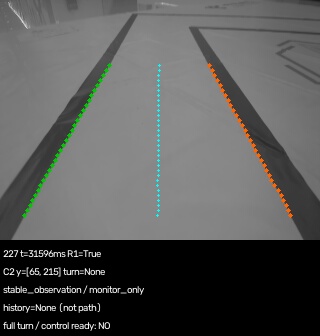 227 t=31596ms R1=True
C2 y=[65, 215] turn=None
stable_observation / monitor_only
history=None (not path)
full turn / control ready: NO